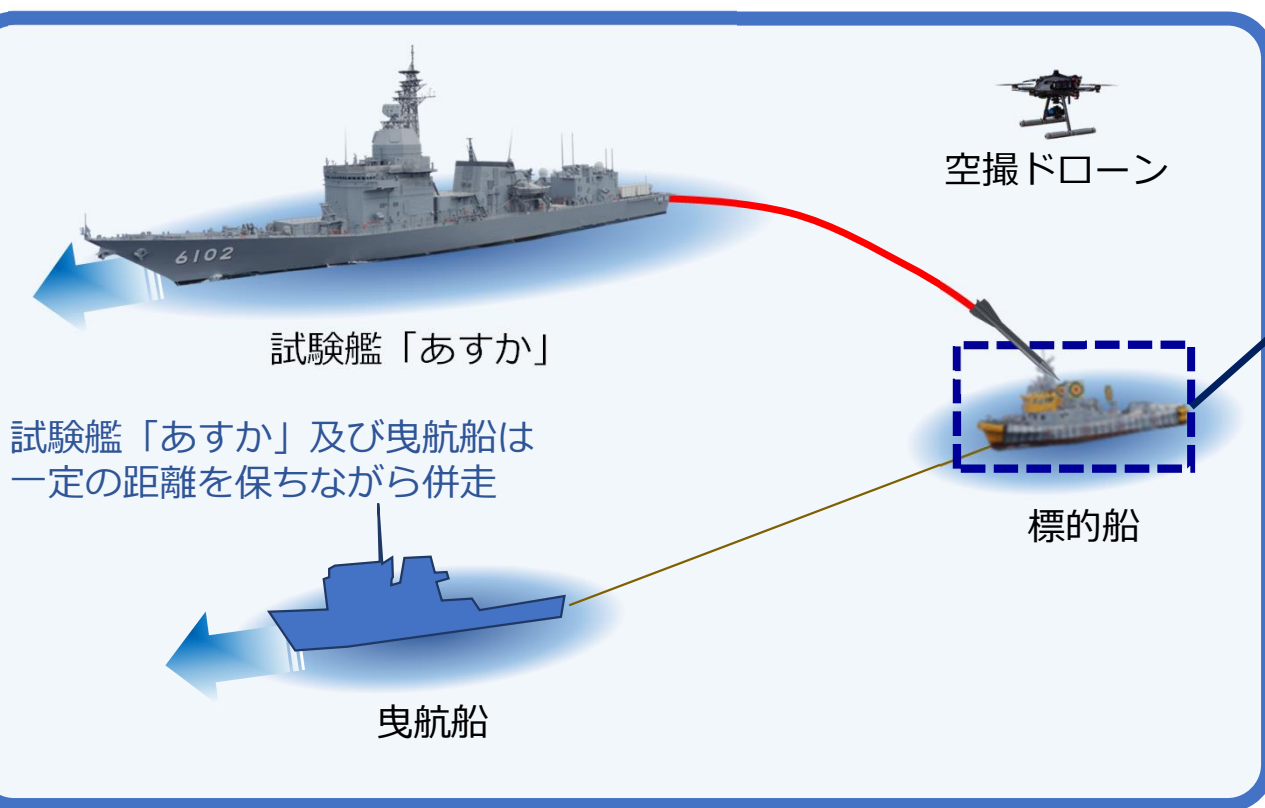 空撮ドローン
6102
試験艦「あすか」
試験艦「あすか」及び曳航船は
一定の距離を保ちながら併走
標的船
曳航船